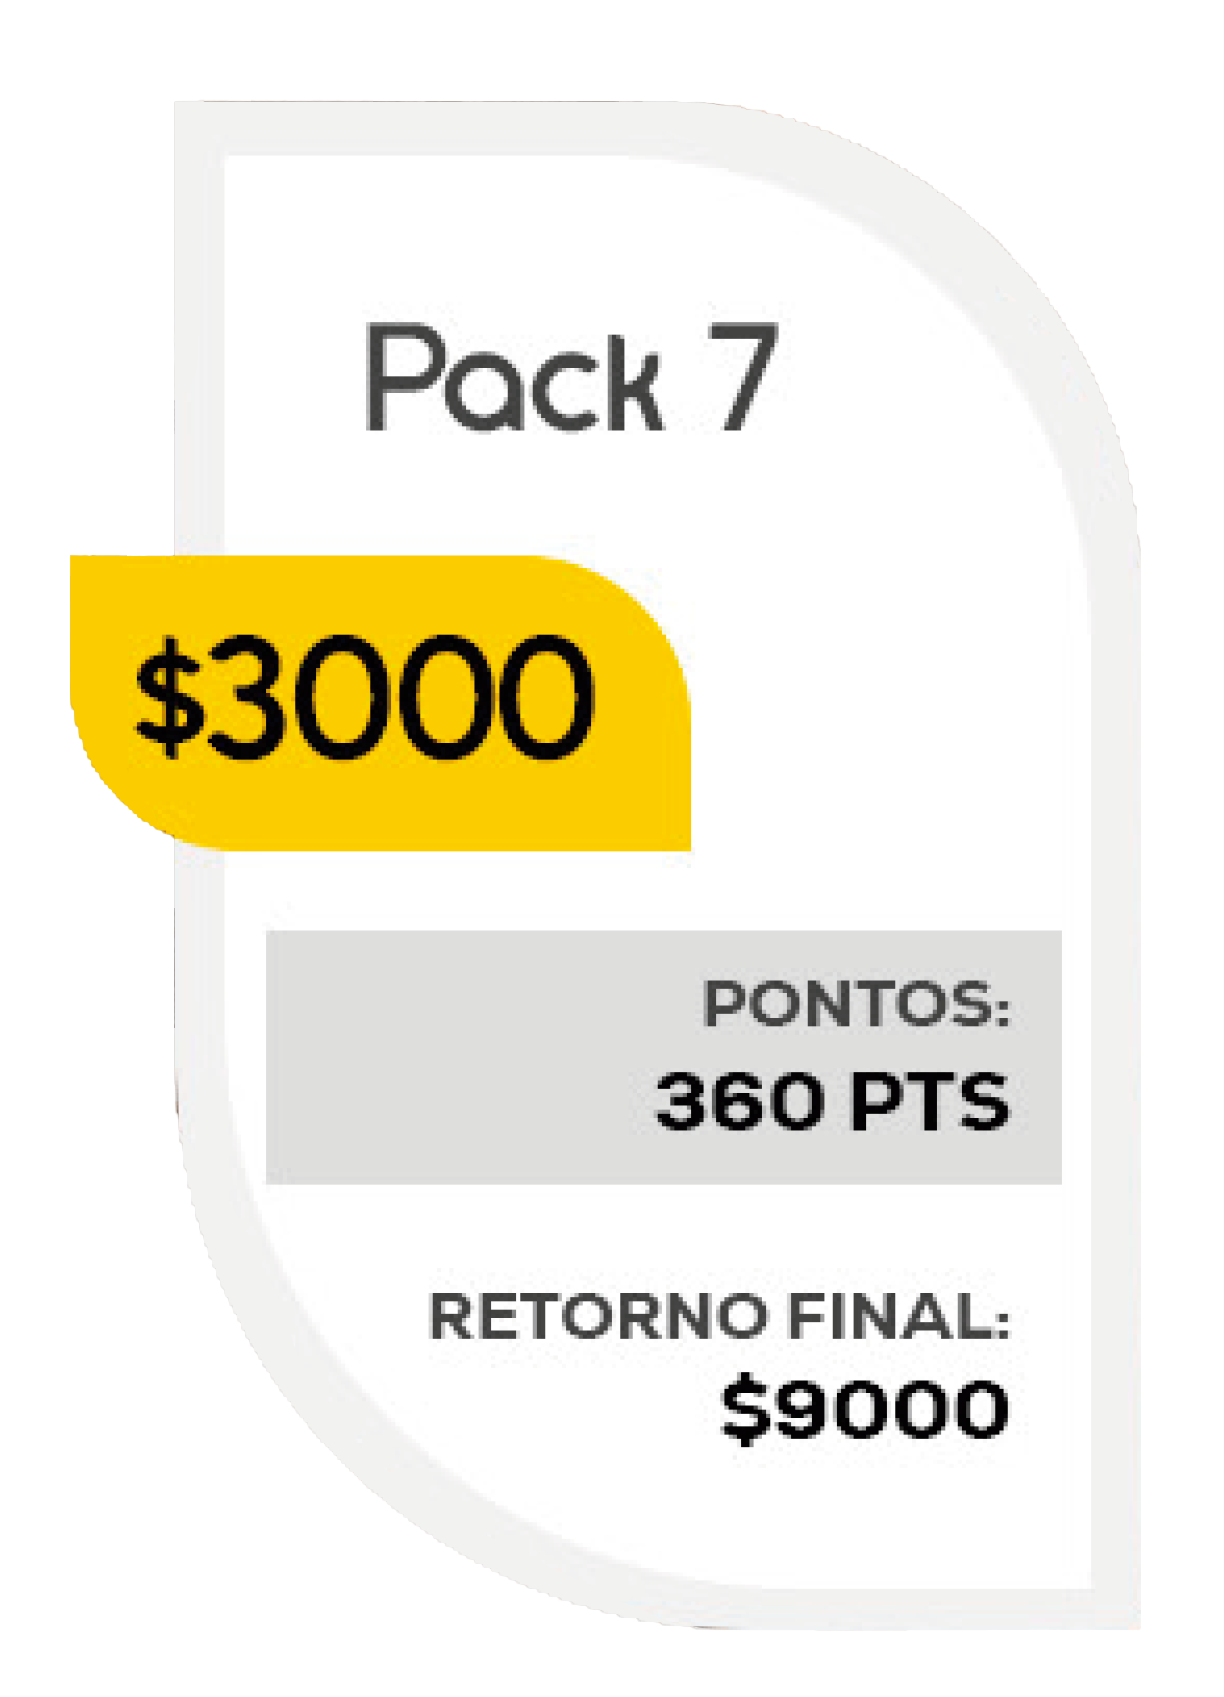 Pack 7
$3000
PONTOS:
360 PTS
RETORNO FINAL:
$9000